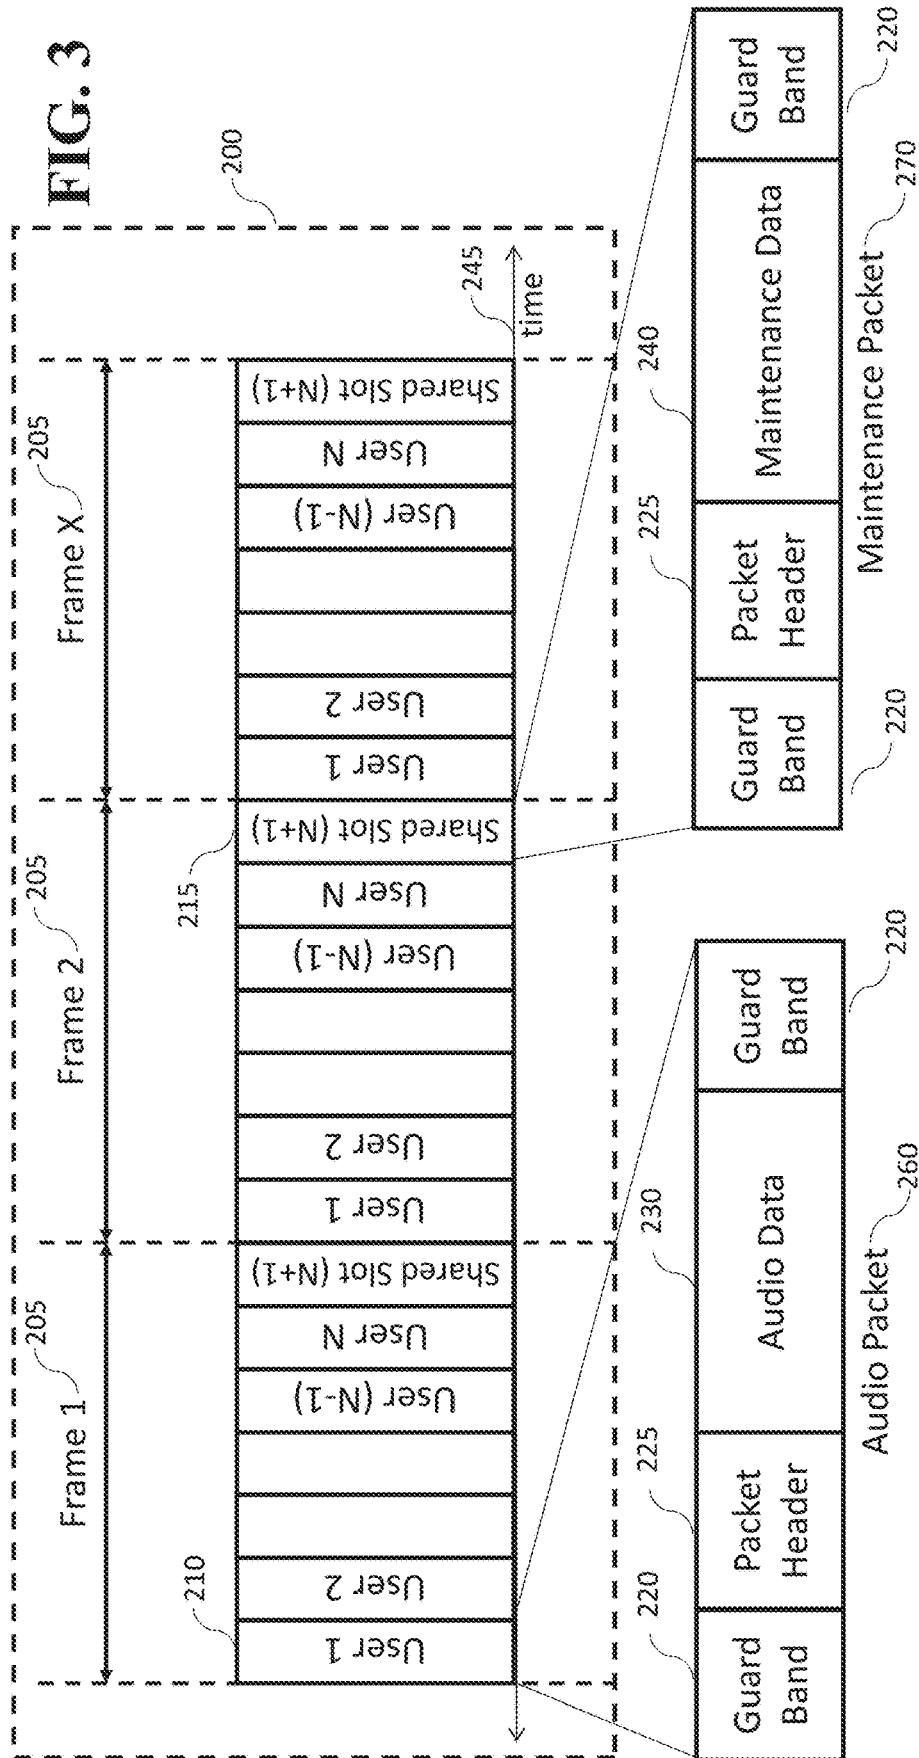 FIG. 3
200
205
205
205
Frame 1
Frame 2
Frame X
210
215
User 1
User 2
User (N-1)
User N
Shared Slot (N+1)
User 1
User 2
User (N-1)
User N
Shared Slot (N+1)
User 1
User 2
User (N-1)
User N
Shared Slot (N+1)
245
time
220
225
230
Guard
Band
Packet
Header
Audio Data
Guard
Band
220
Audio Packet
260
225
240
Guard
Band
Packet
Header
Maintenance Data
Guard
Band
220
220
Maintenance Packet
270